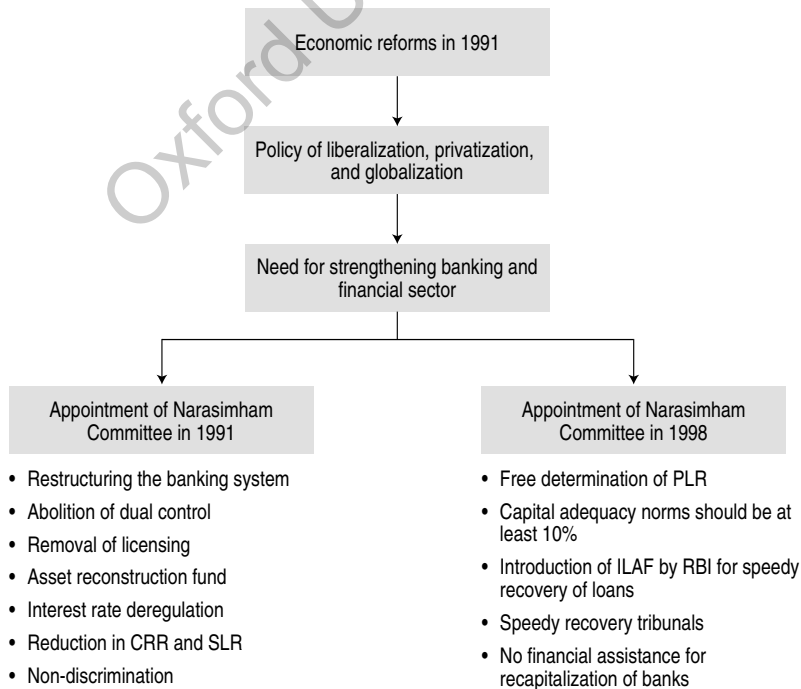 Oxford U
Economic reforms in 1991
Policy of liberalization, privatization,
and globalization
Need for strengthening banking and
financial sector
Appointment of Narasimham
Committee in 1991
• Restructuring the banking system
• Abolition of dual control
• Removal of licensing
• Asset reconstruction fund
• Interest rate deregulation
• Reduction in CRR and SLR
• Non-discrimination
Appointment of Narasimham
Committee in 1998
• Free determination of PLR
• Capital adequacy norms should be at
least 10%
• Introduction of ILAF by RBI for speedy
recovery of loans
• Speedy recovery tribunals
• No financial assistance for
recapitalization of banks